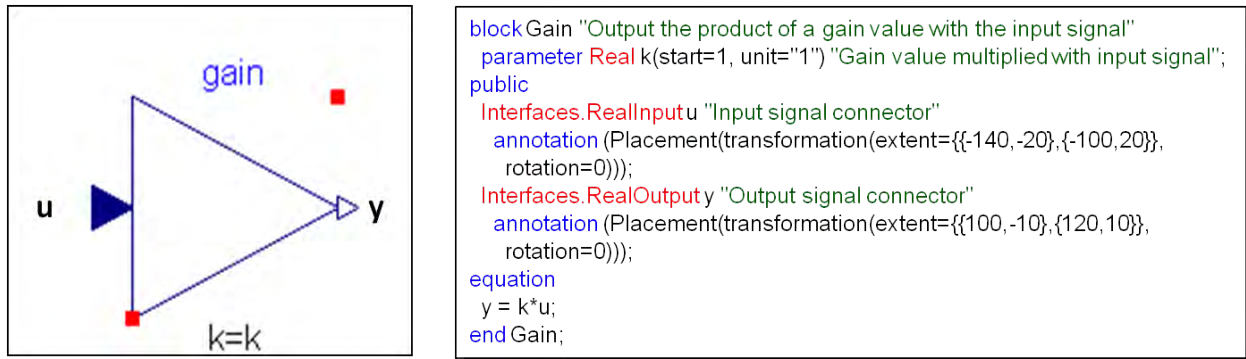 gain
u
y
k=k
block Gain "Output the product of a gain value with the input signal"
parameter Real k(start=1, unit="1") "Gain value multiplied with input signal";
public
Interfaces.RealInput u "Input signal connector"
annotation (Placement(transformation(extent={{-140,-20},{-100,20}},
rotation=0)));
Interfaces.RealOutput y "Output signal connector"
annotation (Placement(transformation(extent={{100,-10},{120,10}},
rotation=0)));
equation
y = k*u;
end Gain;